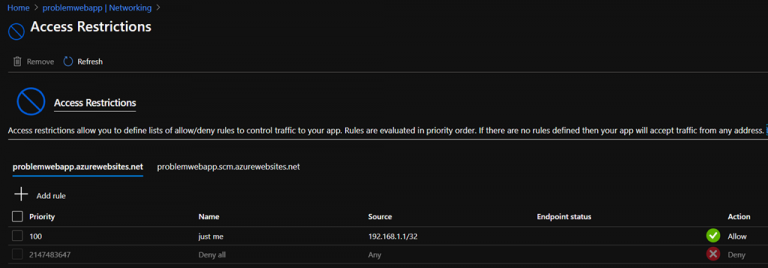 Home > problemwebapp | Networking >
Access Restrictions
Remove Refresh
Access Restrictions
Access restrictions allow you to define lists of allow/deny rules to control traffic to your app. Rules are evaluated in priority order. If there are no rules defined then your app will accept traffic from any address.
problemwebapp.azurewebsites.net problemwebapp.scm.azurewebsites.net
+ Add rule
Priority Name Source Endpoint status Action
100 just me 192.168.1.1/32 Allow
2147483647 Deny all Any Deny